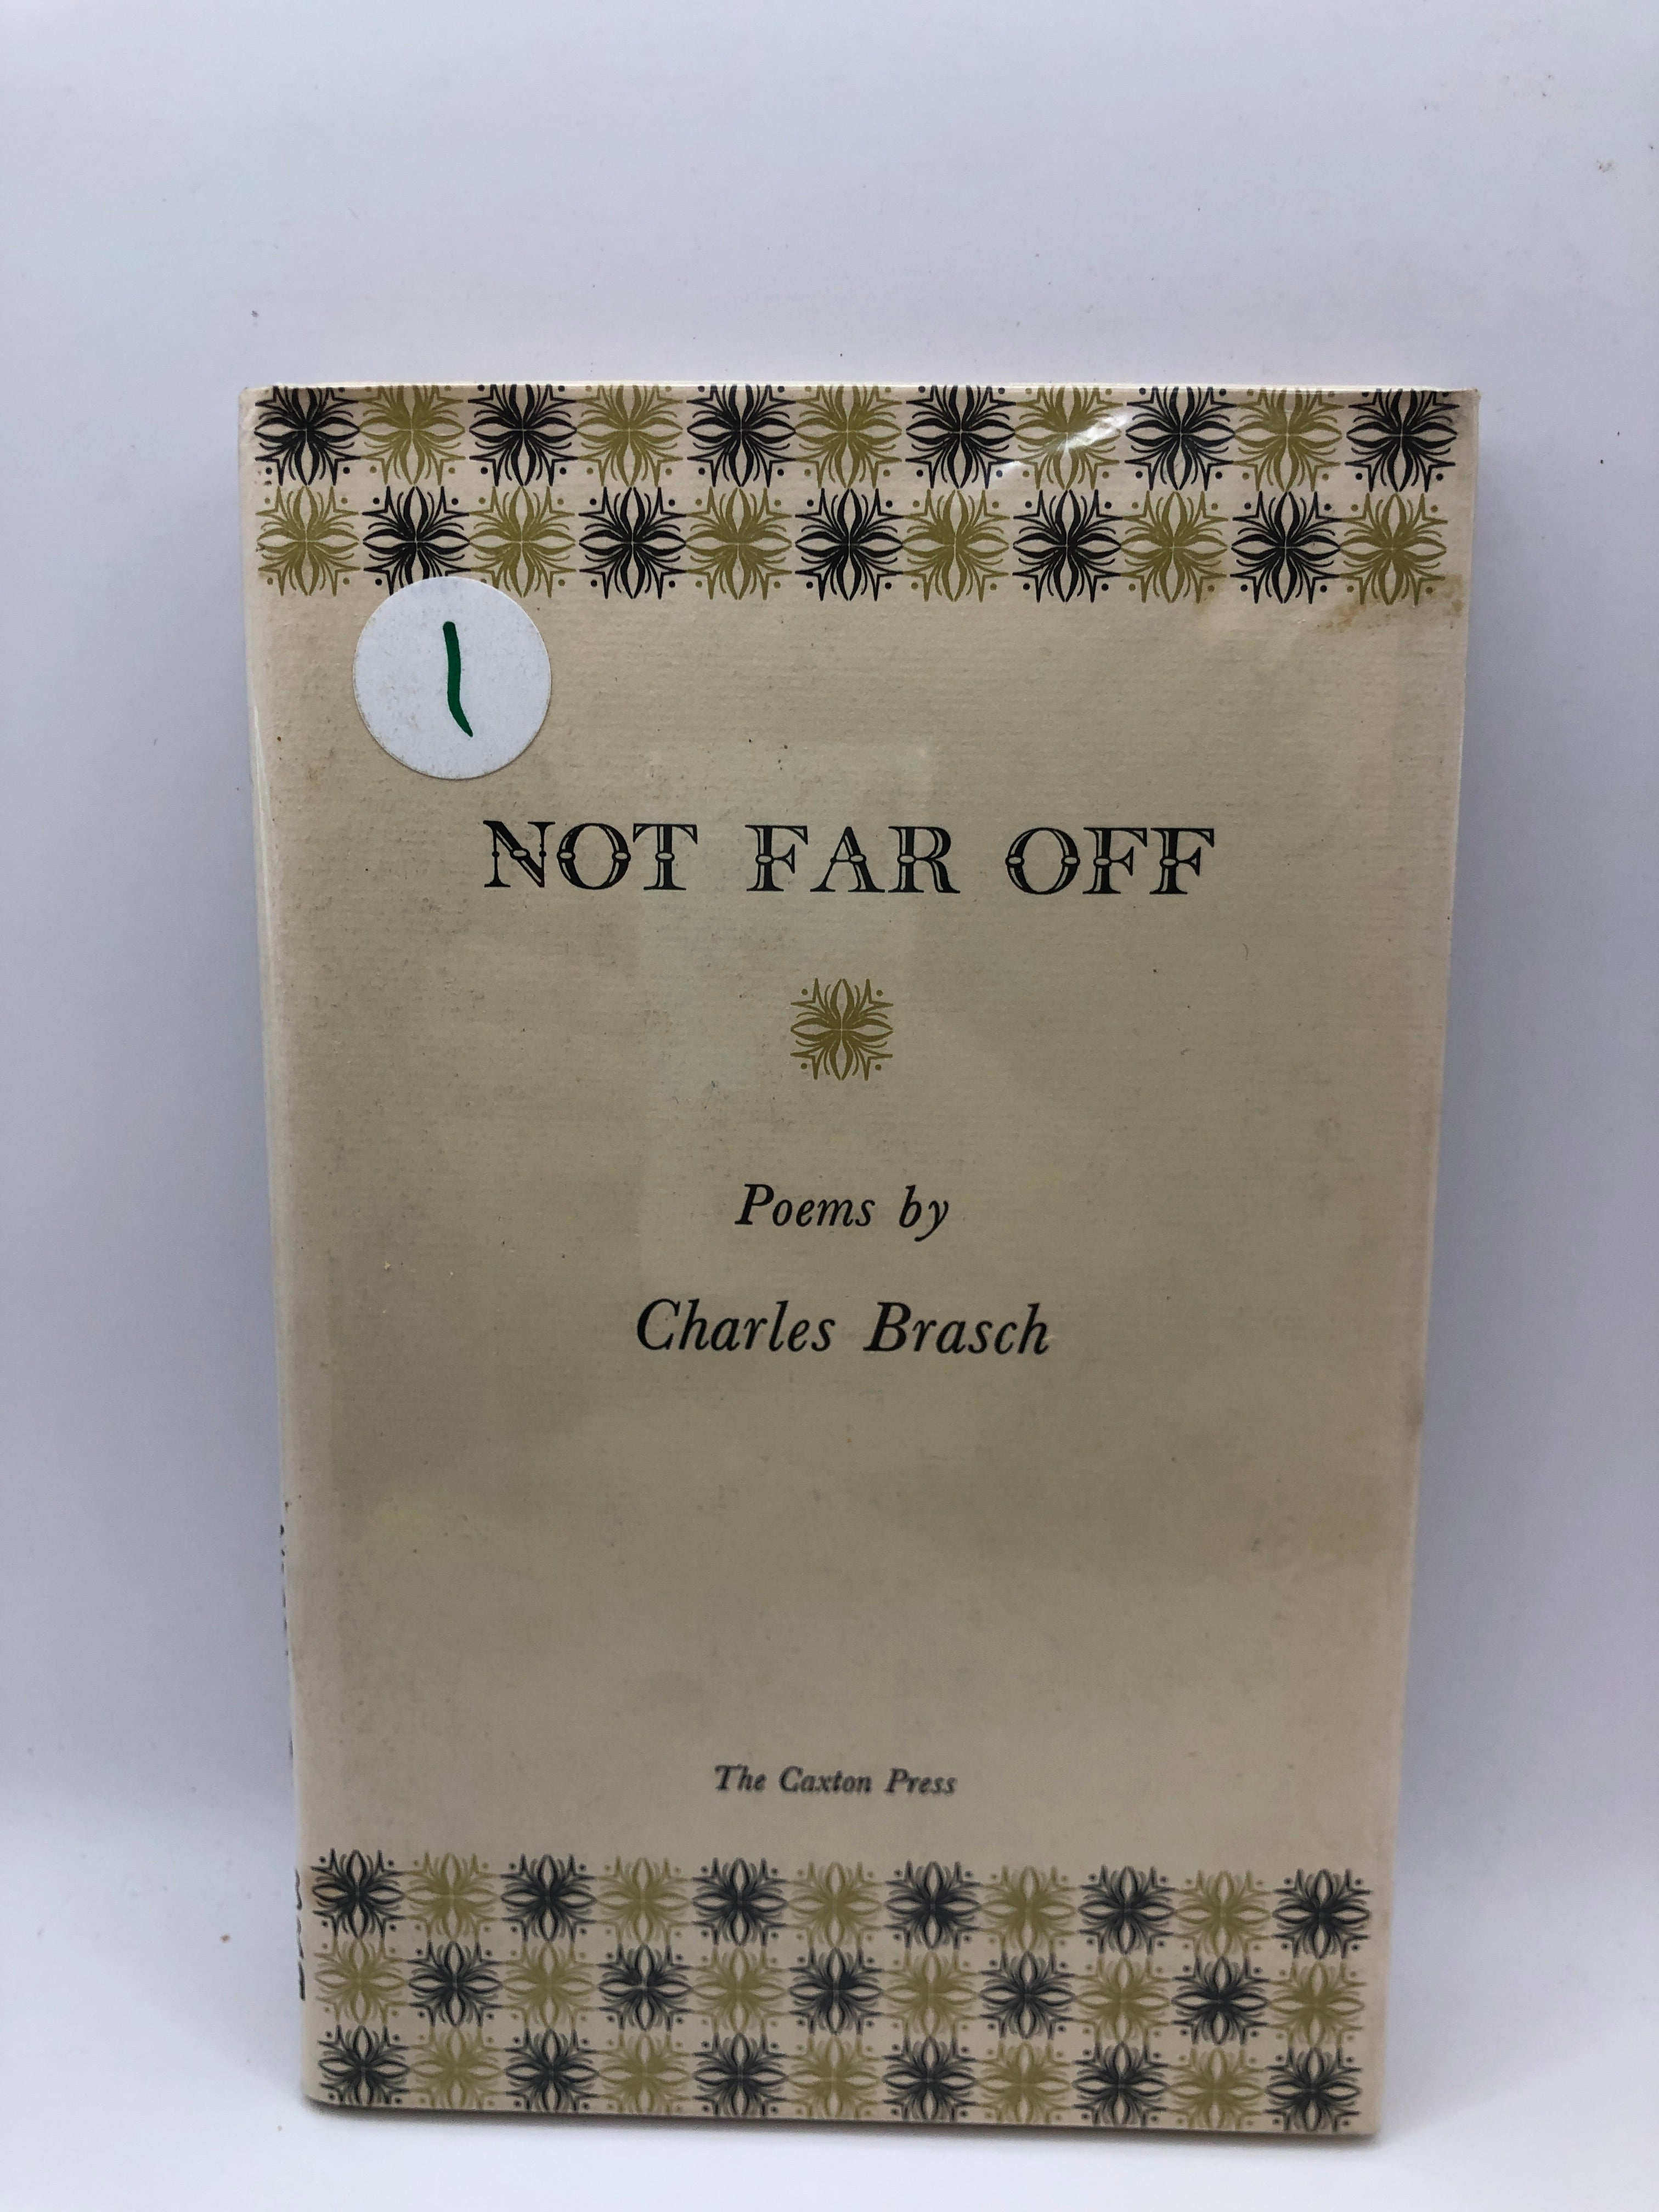 1
NOT FAR OFF
Poems by
Charles Brasch
The Caxton Press